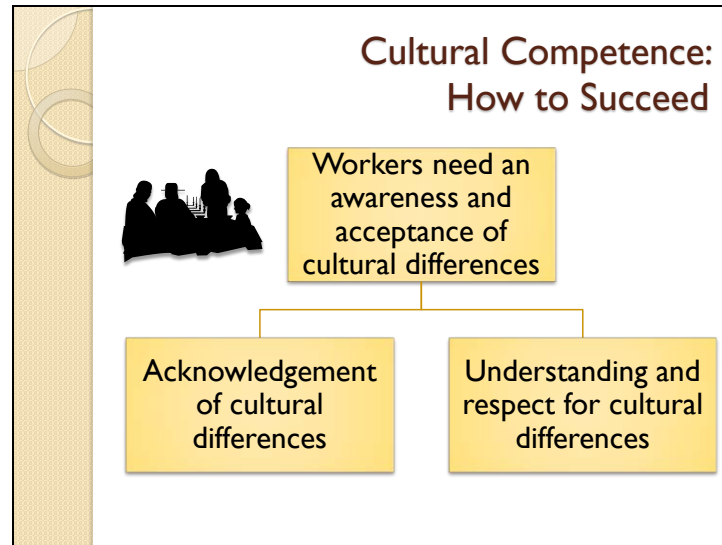 Cultural Competence:
How to Succeed
Workers need an
awareness and
acceptance of
cultural differences
Acknowledgement
of cultural
differences
Understanding and
respect for cultural
differences